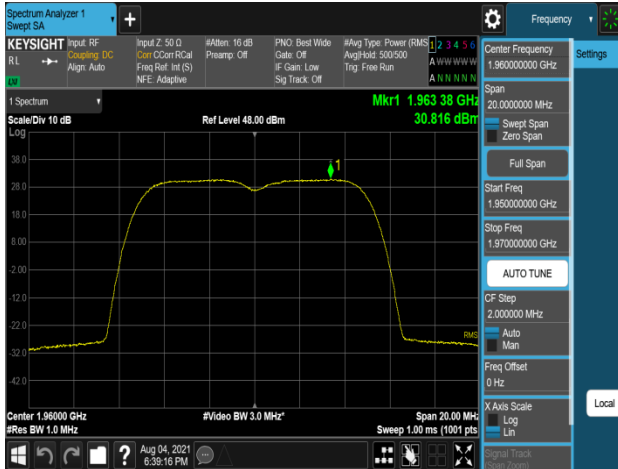 Spectrum Analyzer 1
Swept SA
+
Frequency
KEYSIGHT
RL
LV
Input: RF
Coupling: DC
Align: Auto
Input Z: 50 Ω
Corr CCorr RCal
Freq Ref: Int (S)
NFE: Adaptive
#Atten: 16 dB
Preamp: Off
PNO: Best Wide
Gate: Off
IF Gain: Low
Sig Track: Off
#Avg Type: Power (RMS
Avg|Hold: 500/500
Trig: Free Run
1 2 3 4 5 6
A W W W W W
A N N N N N
1 Spectrum
Scale/Div 10 dB
Ref Level 48.00 dBm
Mkr1 1.963 38 GHz
30.816 dBm
Log
38.0
28.0
18.0
8.00
-2.00
-12.0
-22.0
-32.0
-42.0
1
RMS
Center 1.96000 GHz
#Res BW 1.0 MHz
#Video BW 3.0 MHz*
Span 20.00 MHz
Sweep 1.00 ms (1001 pts
?
Aug 04, 2021
6:39:16 PM
Center Frequency
1.960000000 GHz
Span
20.0000000 MHz
Swept Span
Zero Span
Full Span
Start Freq
1.950000000 GHz
Stop Freq
1.970000000 GHz
AUTO TUNE
CF Step
2.000000 MHz
Auto
Man
Freq Offset
0 Hz
X Axis Scale
Log
Lin
Signal Track
(Span Zoom)
Settings
Local